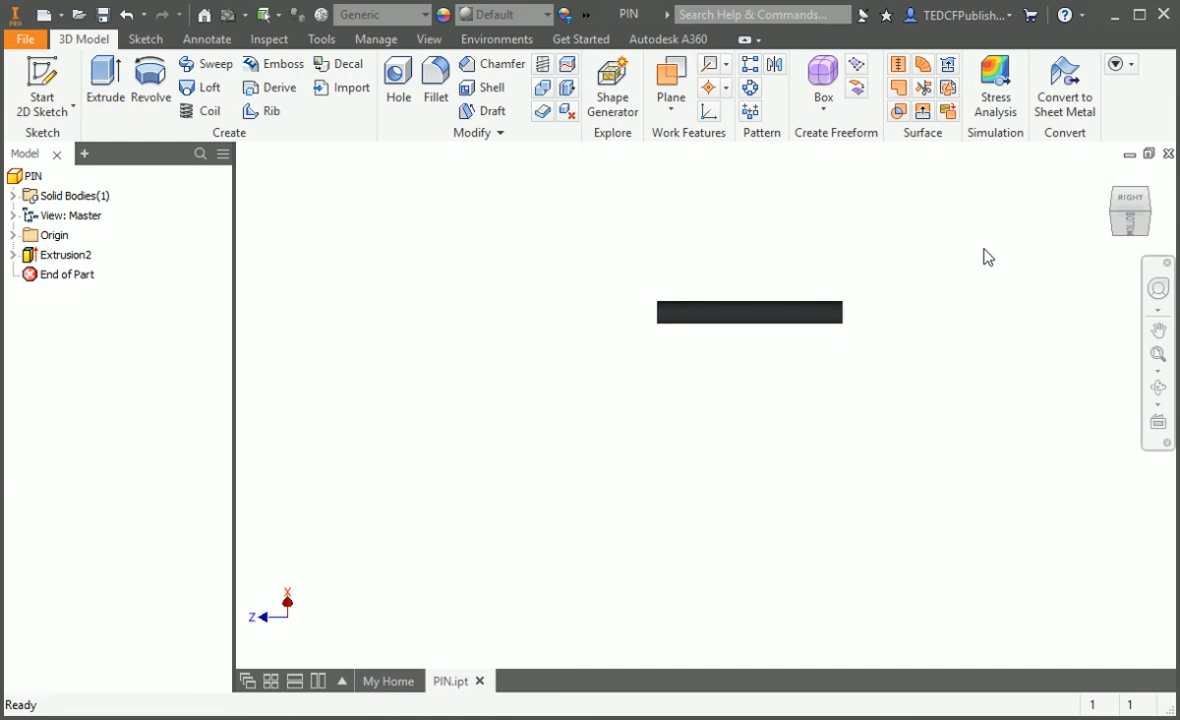 PRO
Generic
Default
PIN
Search Help & Commands...
TEDCFPublish...
File
3D Model
Sketch
Annotate
Inspect
Tools
Manage
View
Environments
Get Started
Autodesk A360
Start
2D Sketch
Extrude
Revolve
Sweep
Loft
Coil
Emboss
Derive
Rib
Decal
Import
Hole
Fillet
Chamfer
Shell
Draft
Shape
Generator
Plane
Box
Stress
Analysis
Convert to
Sheet Metal
Sketch
Create
Modify
Explore
Work Features
Pattern
Create Freeform
Surface
Simulation
Convert
Model
PIN
Solid Bodies(1)
View: Master
Origin
Extrusion2
End of Part
RIGHT
BOTTOM
X
Z
My Home
PIN.ipt
Ready
1
1